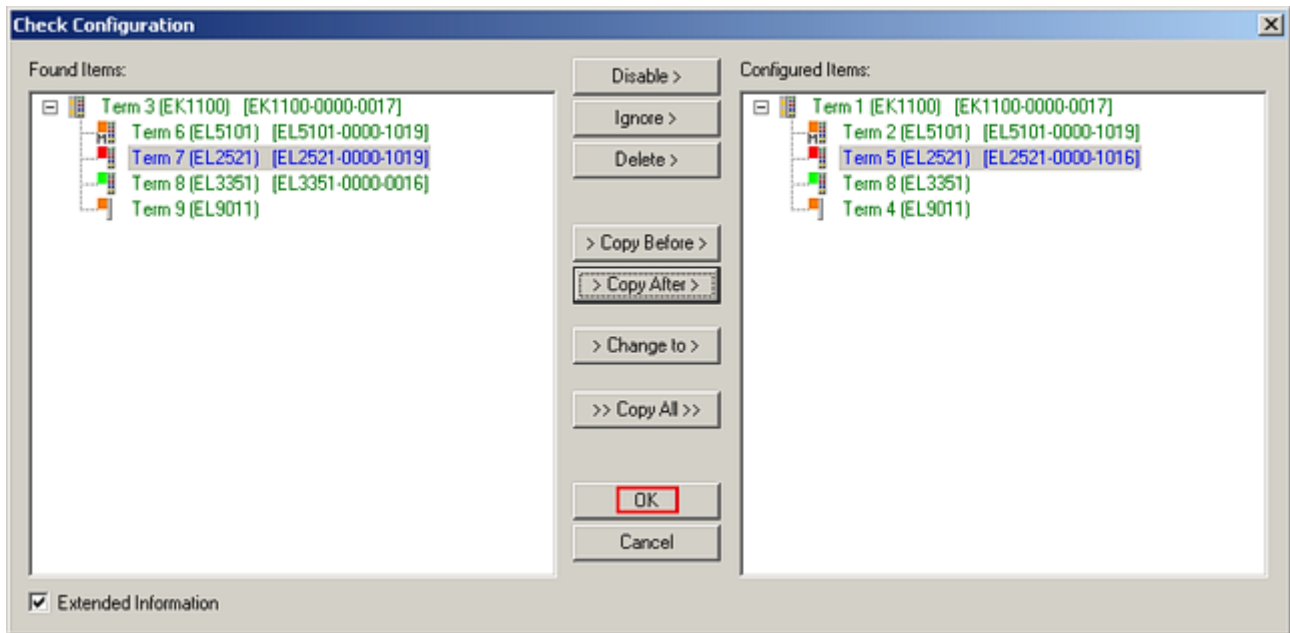 Check Configuration
Found Items:
Term 3 (EK1100) [EK1100-0000-0017]
Term 6 (EL5101) [EL5101-0000-1019]
Term 7 (EL2521) [EL2521-0000-1019]
Term 8 (EL3351) [EL3351-0000-0016]
Term 9 (EL9011)
Disable >
Ignore >
Delete >
> Copy Before >
> Copy After >
> Change to >
>> Copy All >>
OK
Cancel
Configured Items:
Term 1 (EK1100) [EK1100-0000-0017]
Term 2 (EL5101) [EL5101-0000-1019]
Term 5 (EL2521) [EL2521-0000-1016]
Term 8 (EL3351)
Term 4 (EL9011)
Extended Information